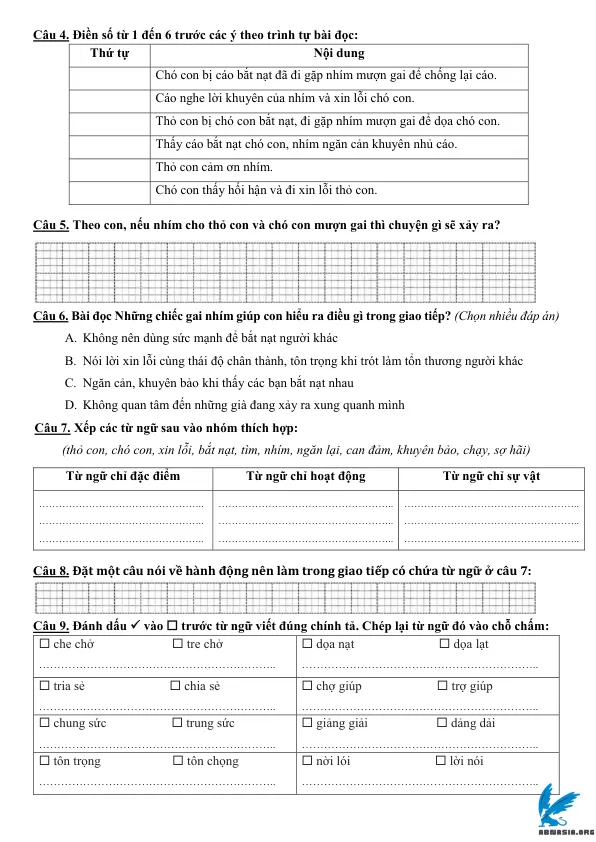 Câu 4. Điền số từ 1 đến 6 trước các ý theo trình tự bài đọc:
Thứ tự Nội dung
Chó con bị cáo bắt nạt đã đi gặp nhím mượn gai để chống lại cáo.
Cáo nghe lời khuyên của nhím và xin lỗi chó con.
Thỏ con bị chó con bắt nạt, đi gặp nhím mượn gai để dọa chó con.
Thấy cáo bắt nạt chó con, nhím ngăn cản khuyên nhủ cáo.
Thỏ con cảm ơn nhím.
Chó con thấy hối hận và đi xin lỗi thỏ con.
Câu 5. Theo con, nếu nhím cho thỏ con và chó con mượn gai thì chuyện gì sẽ xảy ra?
Câu 6. Bài đọc Những chiếc gai nhím giúp con hiểu ra điều gì trong giao tiếp? (Chọn nhiều đáp án)
A. Không nên dùng sức mạnh để bắt nạt người khác
B. Nói lời xin lỗi cùng thái độ chân thành, tôn trọng khi trót làm tổn thương người khác
C. Ngăn cản, khuyên bảo khi thấy các bạn bắt nạt nhau
D. Không quan tâm đến những già đang xảy ra xung quanh mình
Câu 7. Xếp các từ ngữ sau vào nhóm thích hợp:
(thỏ con, chó con, xin lỗi, bắt nạt, tìm, nhím, ngăn lại, can đảm, khuyên bảo, chạy, sợ hãi)
Từ ngữ chỉ đặc điểm Từ ngữ chỉ hoạt động Từ ngữ chỉ sự vật
Câu 8. Đặt một câu nói về hành động nên làm trong giao tiếp có chứa từ ngữ ở câu 7:
Câu 9. Đánh dấu ✓ vào ☐ trước từ ngữ viết đúng chính tả. Chép lại từ ngữ đó vào chỗ chấm:
☐ che chở ☐ tre chở ☐ dọa nạt ☐ dọa lạt
☐ tria sẻ ☐ chia sẻ ☐ chợ giúp ☐ trợ giúp
☐ chung sức ☐ trung sức ☐ giảng giải ☐ dảng dải
☐ tôn trọng ☐ tôn chọng ☐ nời lói ☐ lời nói
ABNASIA.ORG